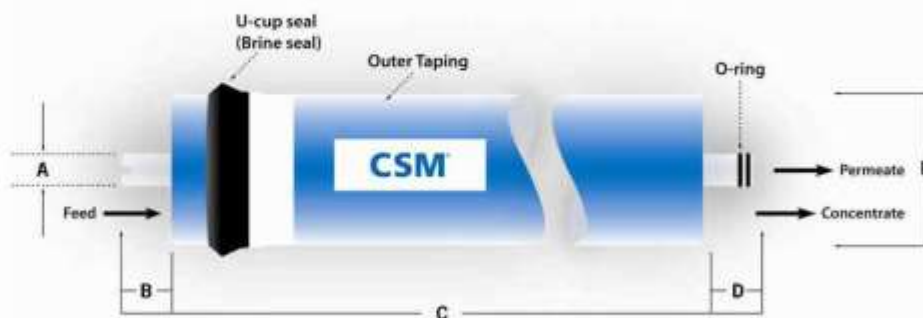 U-cup seal
(Brine seal)
Outer Taping
O-ring
A
CSM
Permeate
Feed
Concentrate
B
D
C